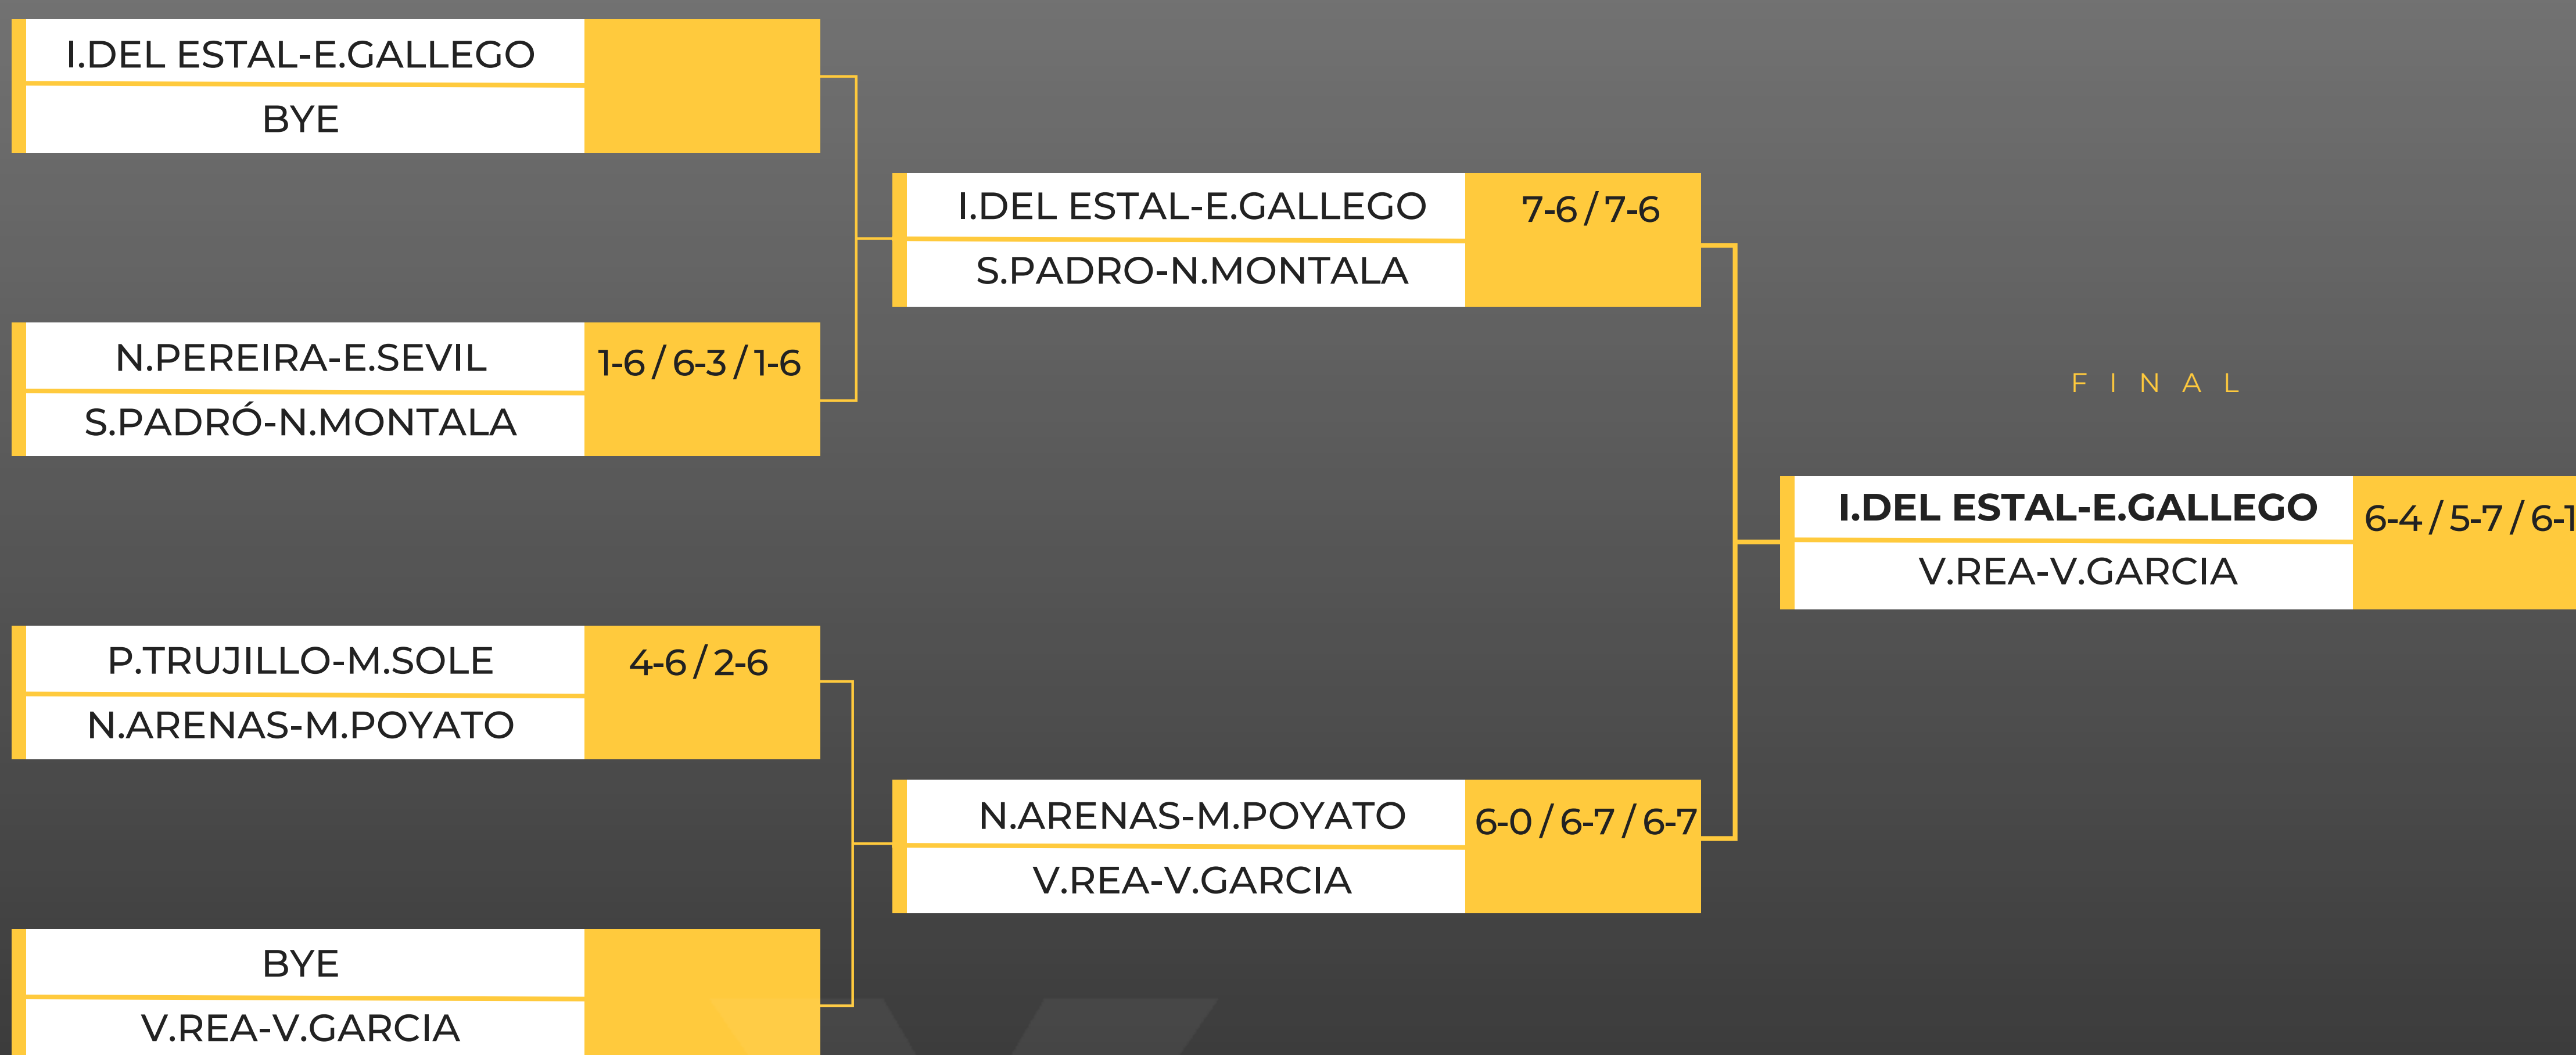 I.DEL ESTAL-E.GALLEGO
BYE
N.PEREIRA-E.SEVIL
1-6 / 6-3 / 1-6
S.PADRÓ-N.MONTALA
P.TRUJILLO-M.SOLE
4-6 / 2-6
N.ARENAS-M.POYATO
BYE
V.REA-V.GARCIA
I.DEL ESTAL-E.GALLEGO
7-6 / 7-6
S.PADRO-N.MONTALA
N.ARENAS-M.POYATO
6-0 / 6-7 / 6-7
V.REA-V.GARCIA
FINAL
I.DEL ESTAL-E.GALLEGO
6-4 / 5-7 / 6-1
V.REA-V.GARCIA